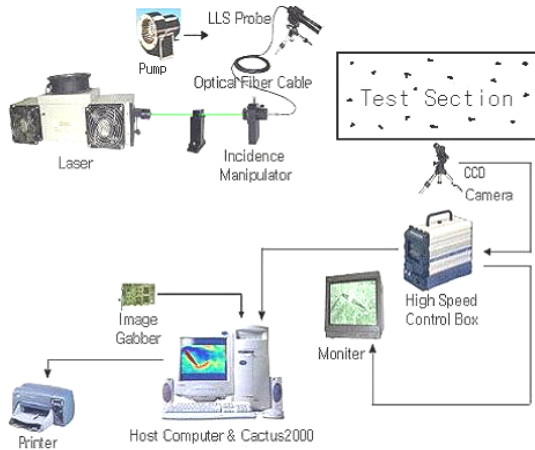 LLS Probe
Pump
Optical Fiber Cable
Test Section
Laser
Incidence
Manipulator
CCD
Camera
High Speed
Control Box
Image
Gabber
Moniter
Printer
Host Computer & Cactus2000